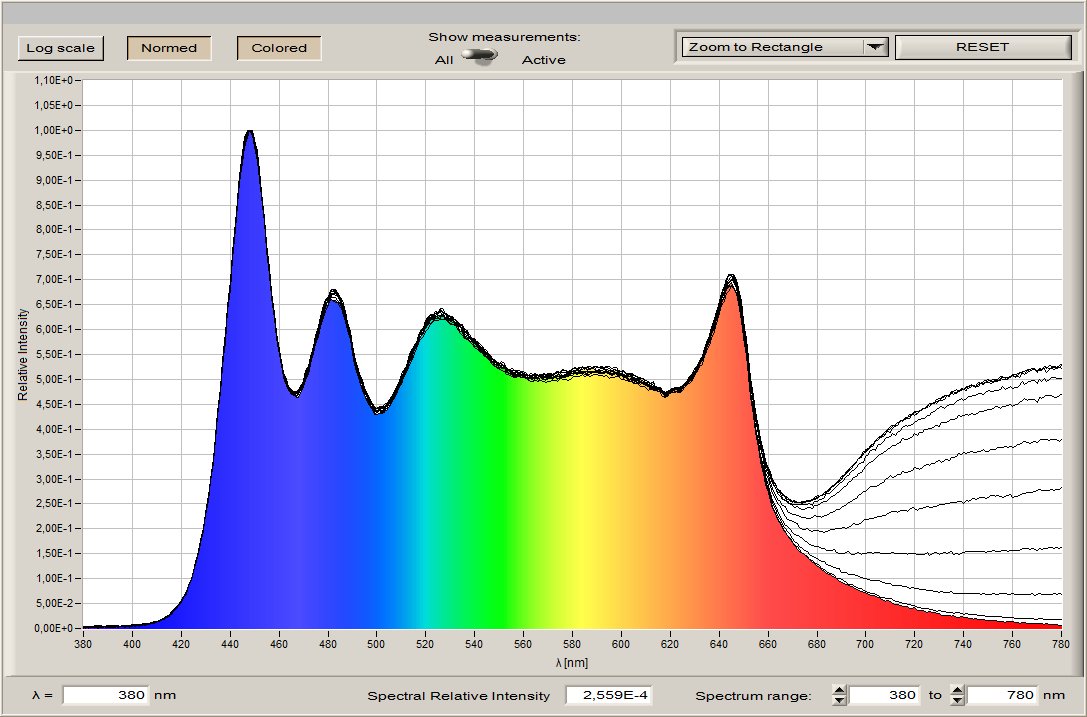 Log scale Normed Colored Show measurements: All Active Zoom to Rectangle RESET
1,10E+0
1,05E+0
1,00E+0
9,50E-1
9,00E-1
8,50E-1
8,00E-1
7,50E-1
7,00E-1
6,50E-1
6,00E-1
5,50E-1
5,00E-1
4,50E-1
4,00E-1
3,50E-1
3,00E-1
2,50E-1
2,00E-1
1,50E-1
1,00E-1
5,00E-2
0,00E+0
Relative Intensity
380 400 420 440 460 480 500 520 540 560 580 600 620 640 660 680 700 720 740 760 780
λ [nm]
λ = 380 nm Spectral Relative Intensity 2,559E-4 Spectrum range: 380 to 780 nm